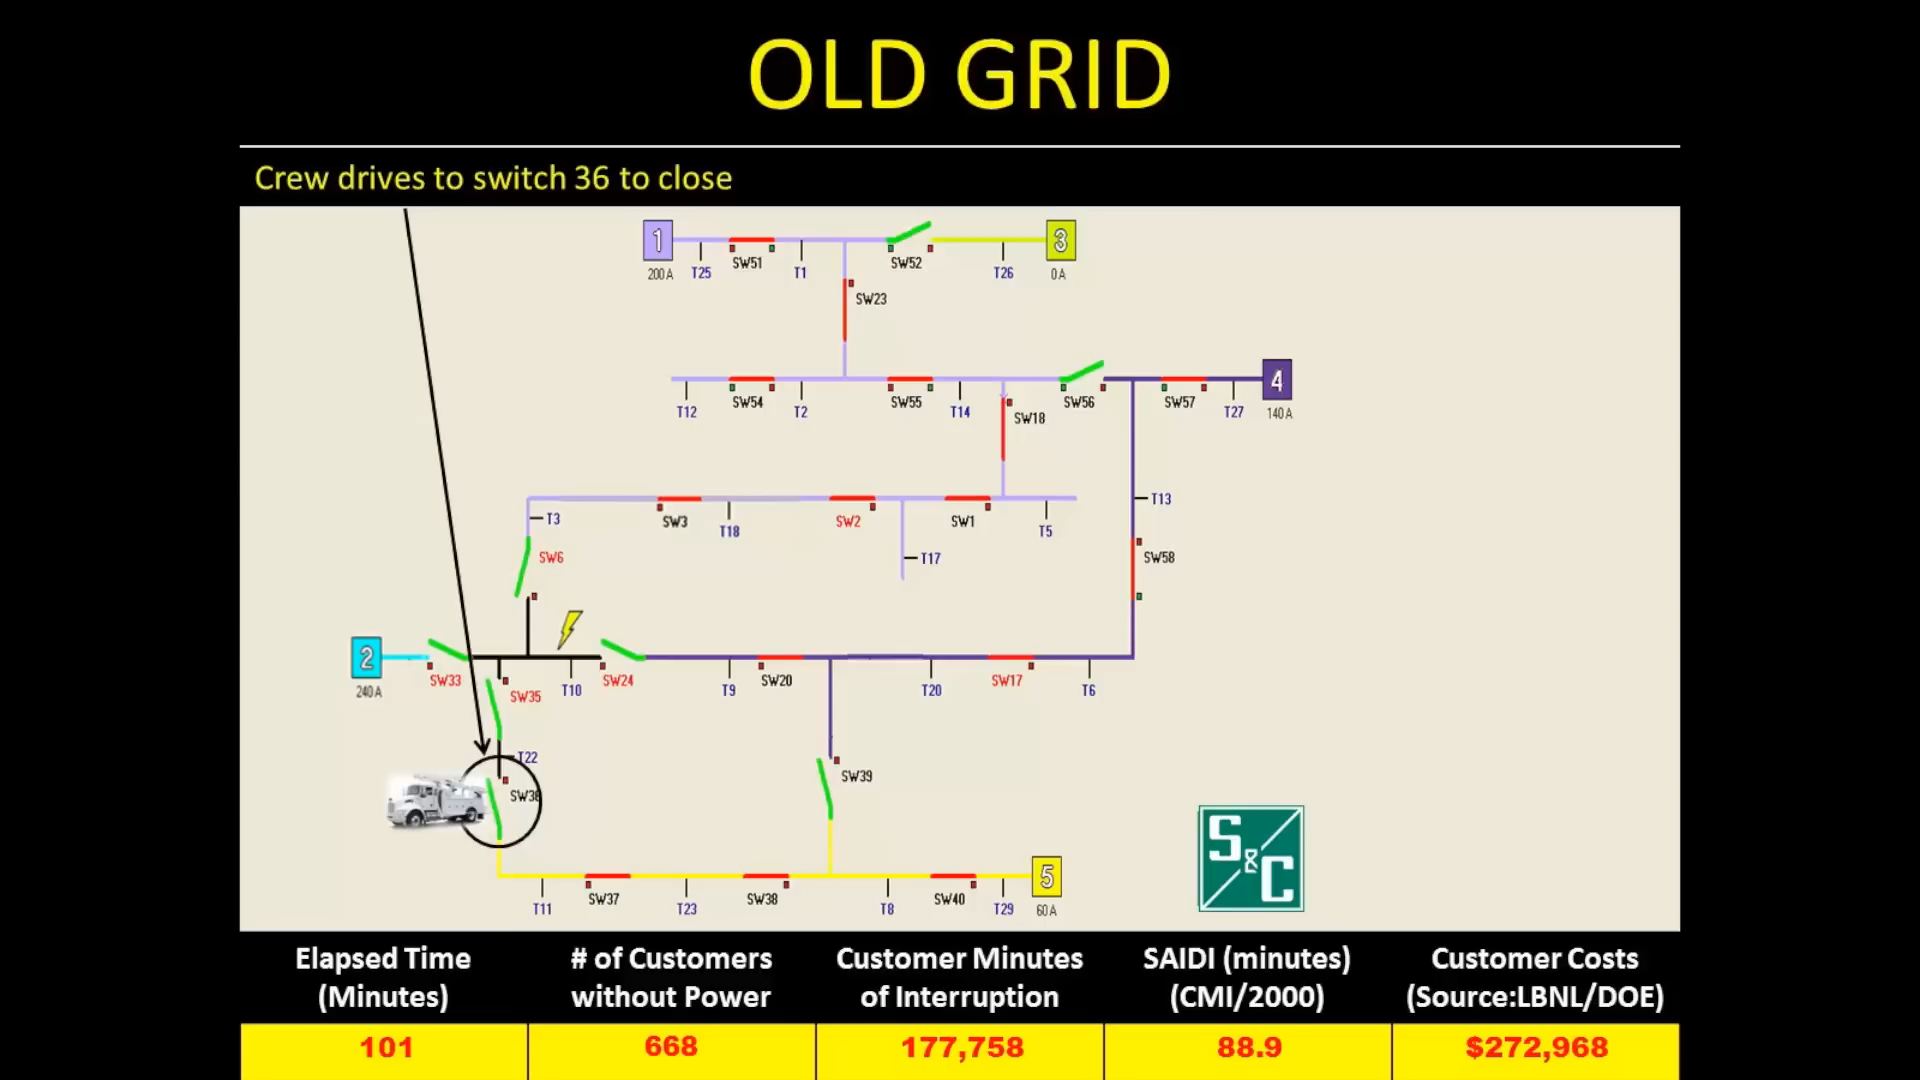 OLD GRID
Crew drives to switch 36 to close
1
3
200 A
T25
SW51
T1
SW52
T26
0 A
SW23
4
T12
SW54
T2
SW55
T14
SW18
SW56
SW57
T27
140 A
T3
SW3
T18
SW2
SW1
T5
T13
SW6
T17
SW58
2
240 A
SW33
SW35
T10
SW24
T9
SW20
T20
SW17
T6
T22
SW36
SW39
S&C
5
T11
SW37
T23
SW38
T8
SW40
T29
60 A
Elapsed Time
(Minutes)
# of Customers
without Power
Customer Minutes
of Interruption
SAIDI (minutes)
(CMI/2000)
Customer Costs
(Source:LBNL/DOE)
101
668
177,758
88.9
$272,968